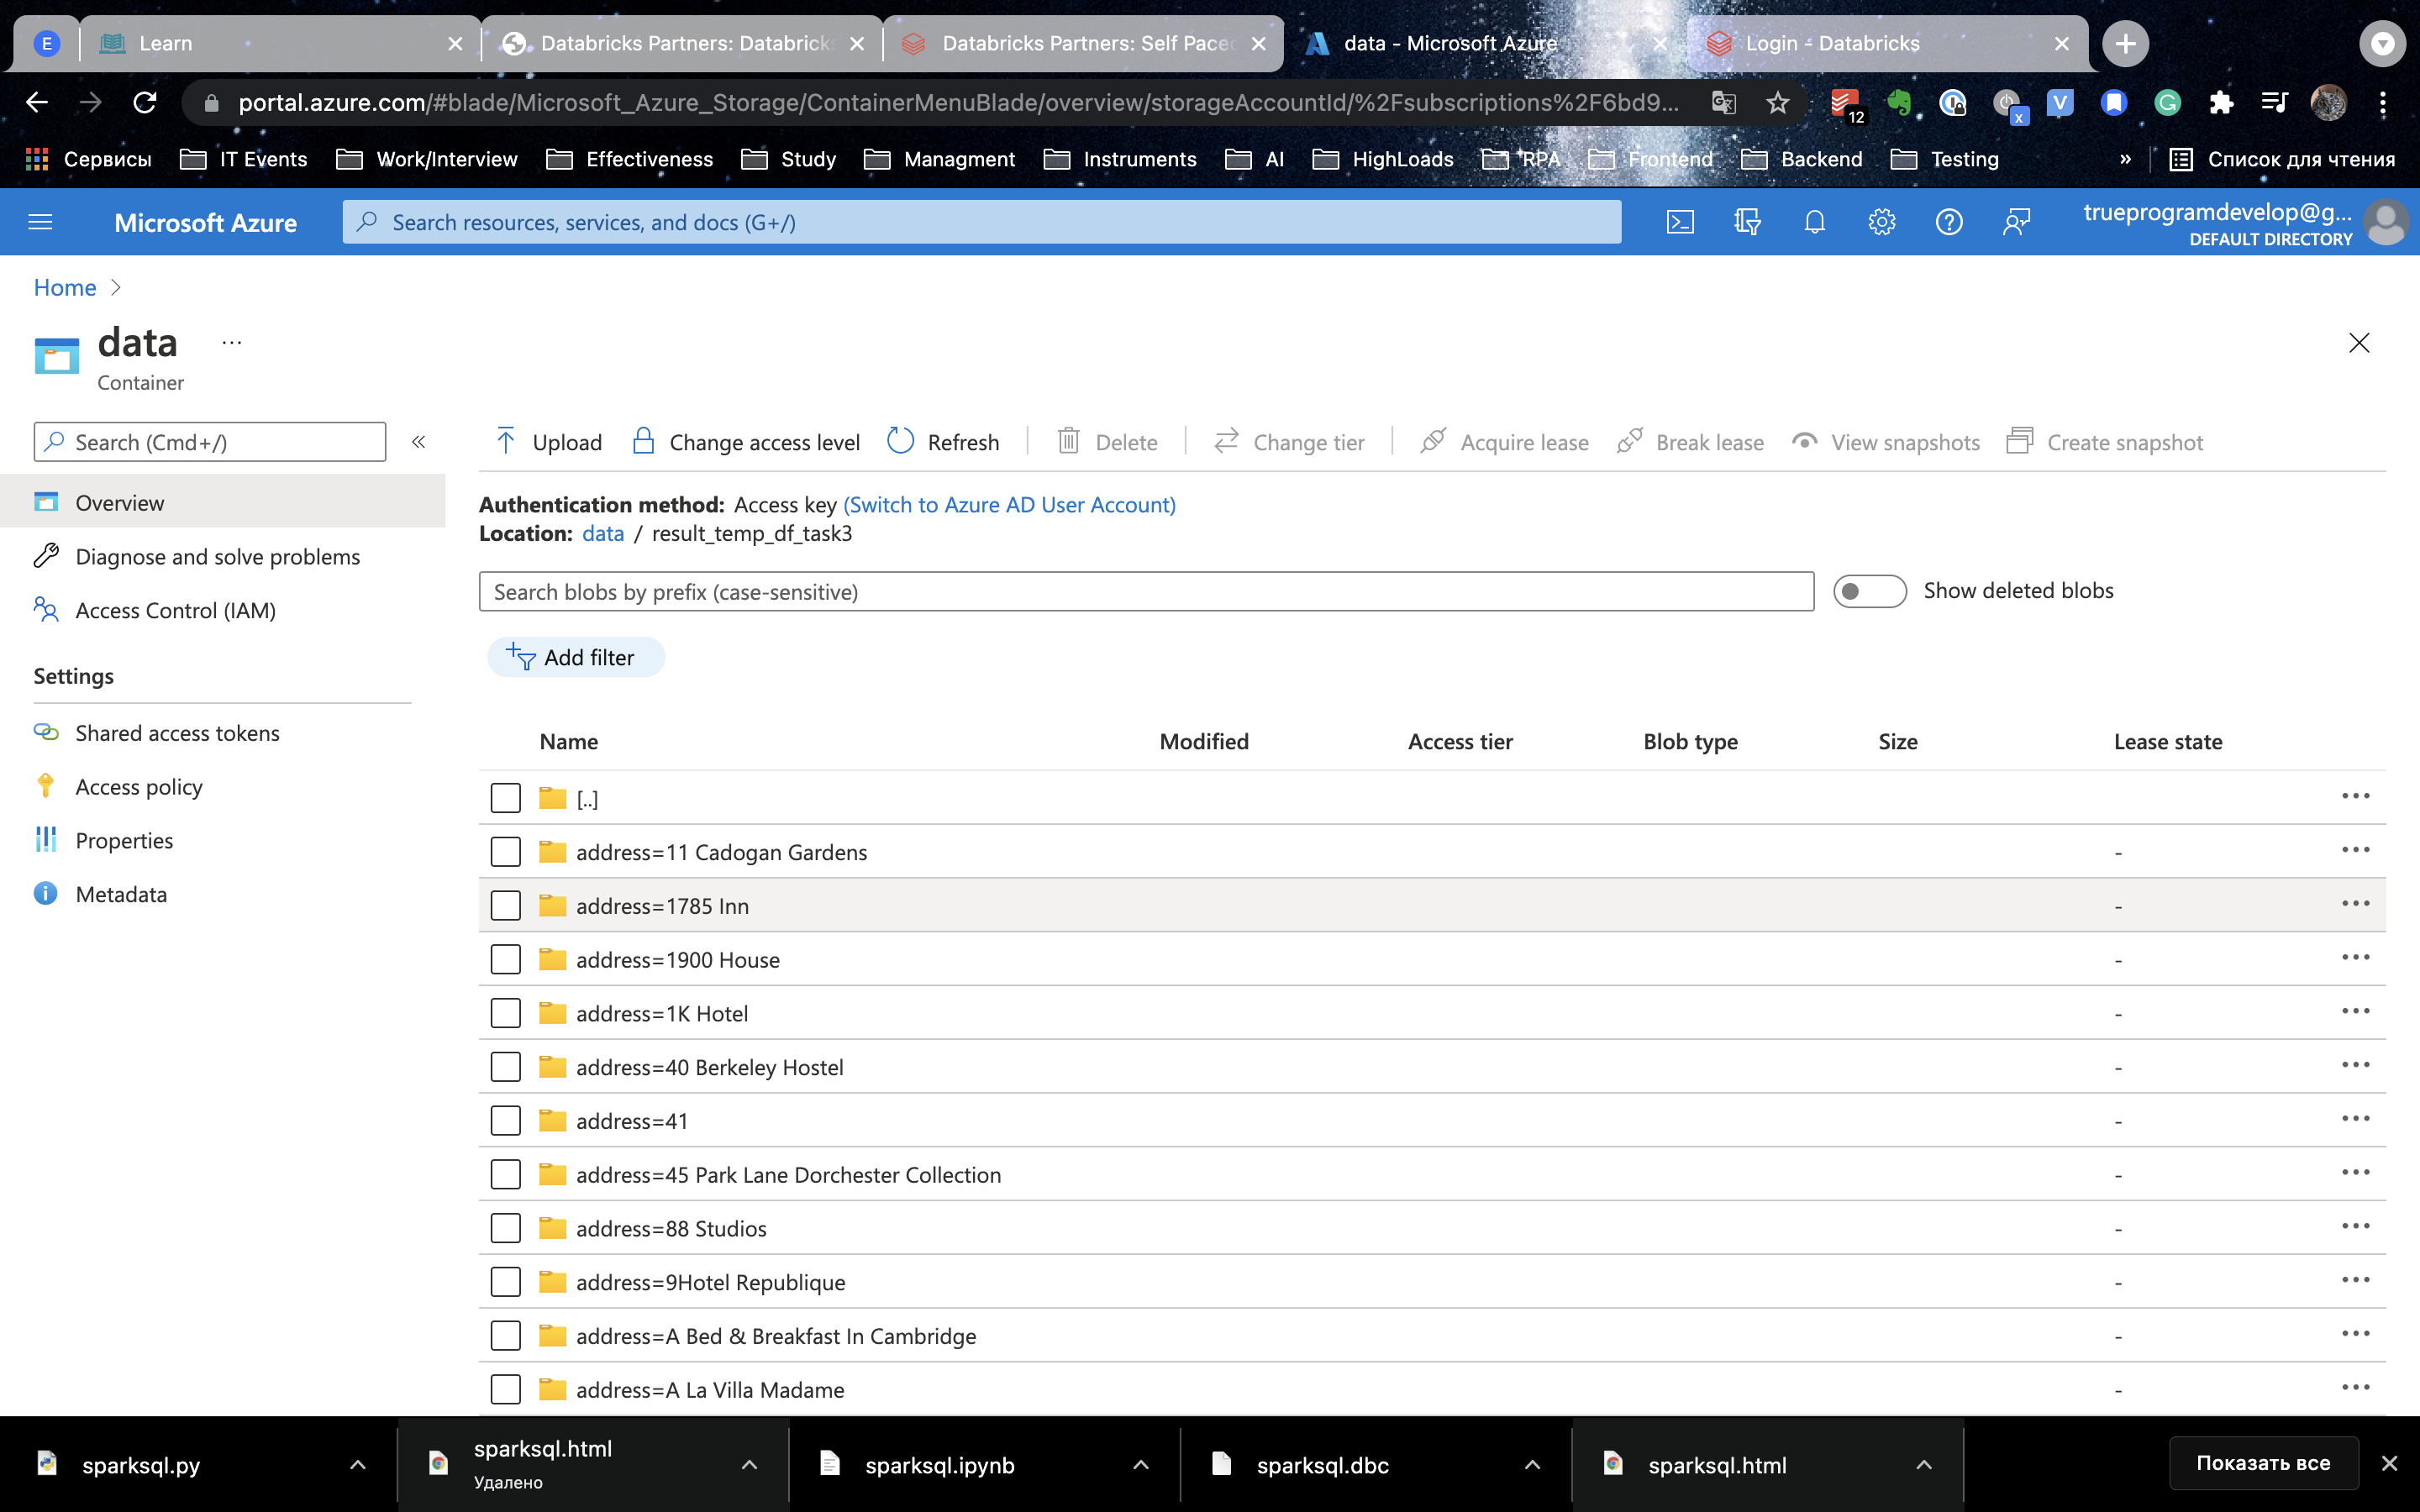 E
Learn
Databricks Partners: Databricks
Databricks Partners: Self Paced
data - Microsoft Azure
Login - Databricks
portal.azure.com/#blade/Microsoft_Azure_Storage/ContainerMenuBlade/overview/storageAccountId/%2Fsubscriptions%2F6bd9...
12
x
V
G
Сервисы
IT Events
Work/Interview
Effectiveness
Study
Managment
Instruments
AI
HighLoads
RPA
Frontend
Backend
Testing
»
Список для чтения
Microsoft Azure
Search resources, services, and docs (G+/)
trueprogramdevelop@g...
DEFAULT DIRECTORY
Home >
data ...
Container
Search (Cmd+/)
«
Upload
Change access level
Refresh
Delete
Change tier
Acquire lease
Break lease
View snapshots
Create snapshot
Overview
Diagnose and solve problems
Access Control (IAM)
Settings
Shared access tokens
Access policy
Properties
Metadata
Authentication method: Access key (Switch to Azure AD User Account)
Location: data / result_temp_df_task3
Search blobs by prefix (case-sensitive)
Show deleted blobs
Add filter
Name Modified Access tier Blob type Size Lease state
[..]
address=11 Cadogan Gardens -
address=1785 Inn -
address=1900 House -
address=1K Hotel -
address=40 Berkeley Hostel -
address=41 -
address=45 Park Lane Dorchester Collection -
address=88 Studios -
address=9Hotel Republique -
address=A Bed & Breakfast In Cambridge -
address=A La Villa Madame -
sparksql.py
sparksql.html
Удалено
sparksql.ipynb
sparksql.dbc
sparksql.html
Показать все